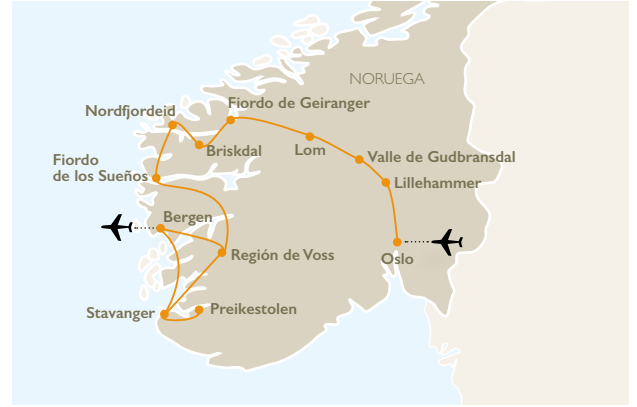 NORUEGA
Fiordo de Geiranger
Nordfjordeid
Briskdal
Lom
Valle de Gudbransdal
Fiordo
de los Sueños
Lillehammer
Bergen
Región de Voss
Oslo
Stavanger
Preikestolen